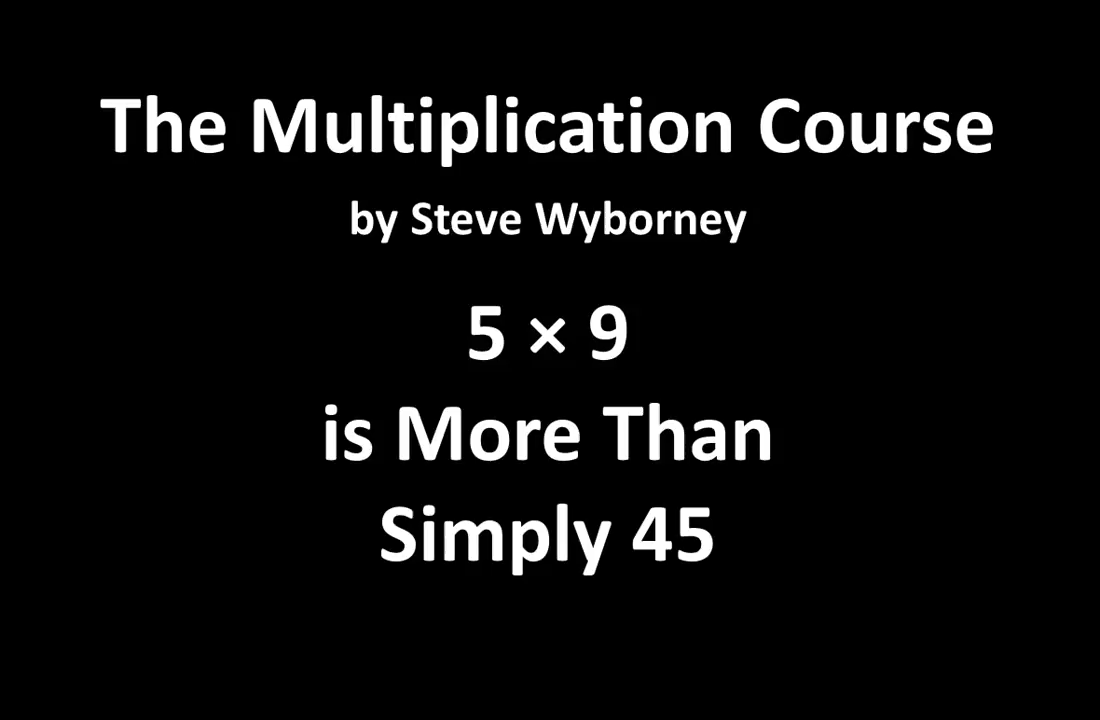 The Multiplication Course
by Steve Wyborney
5 × 9
is More Than
Simply 45